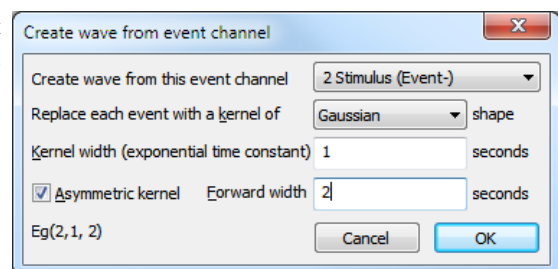 Create wave from event channel
Create wave from this event channel 2 Stimulus (Event-)
Replace each event with a kernel of Gaussian shape
Kernel width (exponential time constant) 1 seconds
Asymmetric kernel Forward width 2 seconds
Eg(2,1, 2) Cancel OK